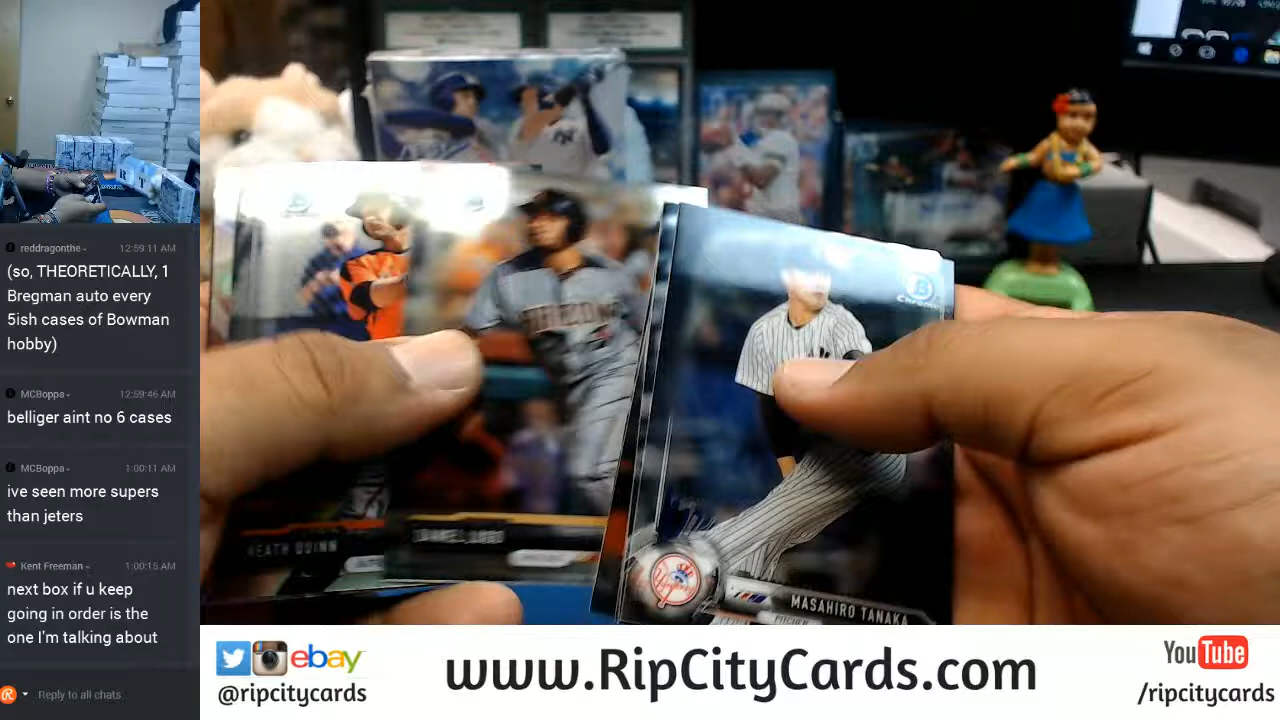 reddragonthe 12:59:11 AM
(so, THEORETICALLY, 1
Bregman auto every
5ish cases of Bowman
hobby)
MCBoppa 12:59:46 AM
belliger aint no 6 cases
MCBoppa 1:00:11 AM
ive seen more supers
than jeters
Kent Freeman 1:00:15 AM
next box if u keep
going in order is the
one I'm talking about
Reply to all chats.
Chrome
HEATH QUINN
MASAHIRO TANAKA
PITCHER
ebay
@ripcitycards
www.RipCityCards.com
YouTube
/ripcitycards